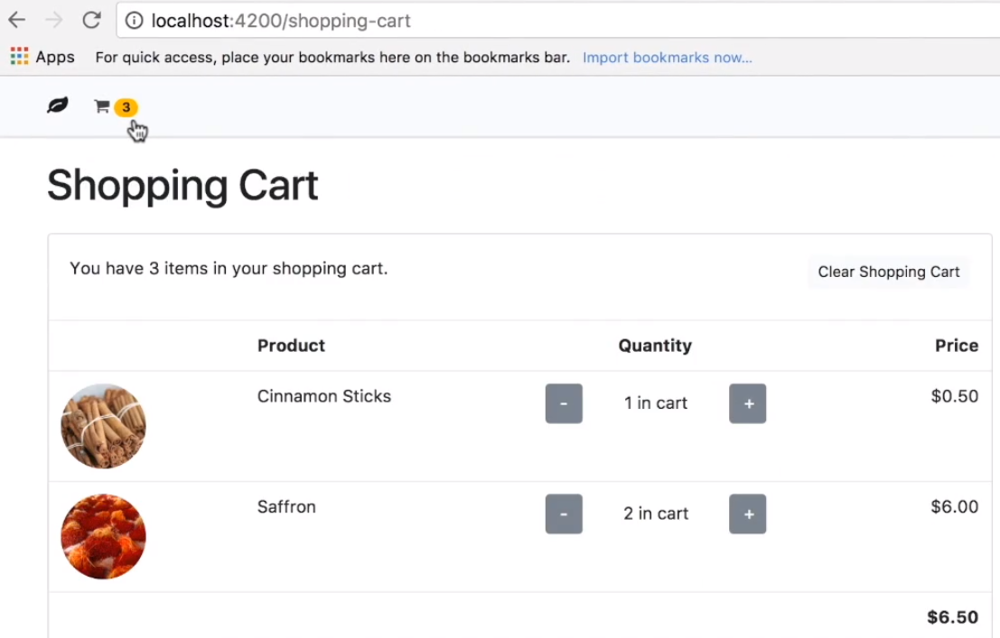 localhost:4200/shopping-cart
Apps For quick access, place your bookmarks here on the bookmarks bar. Import bookmarks now...
3
Shopping Cart
You have 3 items in your shopping cart. Clear Shopping Cart
Product Quantity Price
Cinnamon Sticks - 1 in cart + $0.50
Saffron - 2 in cart + $6.00
$6.50